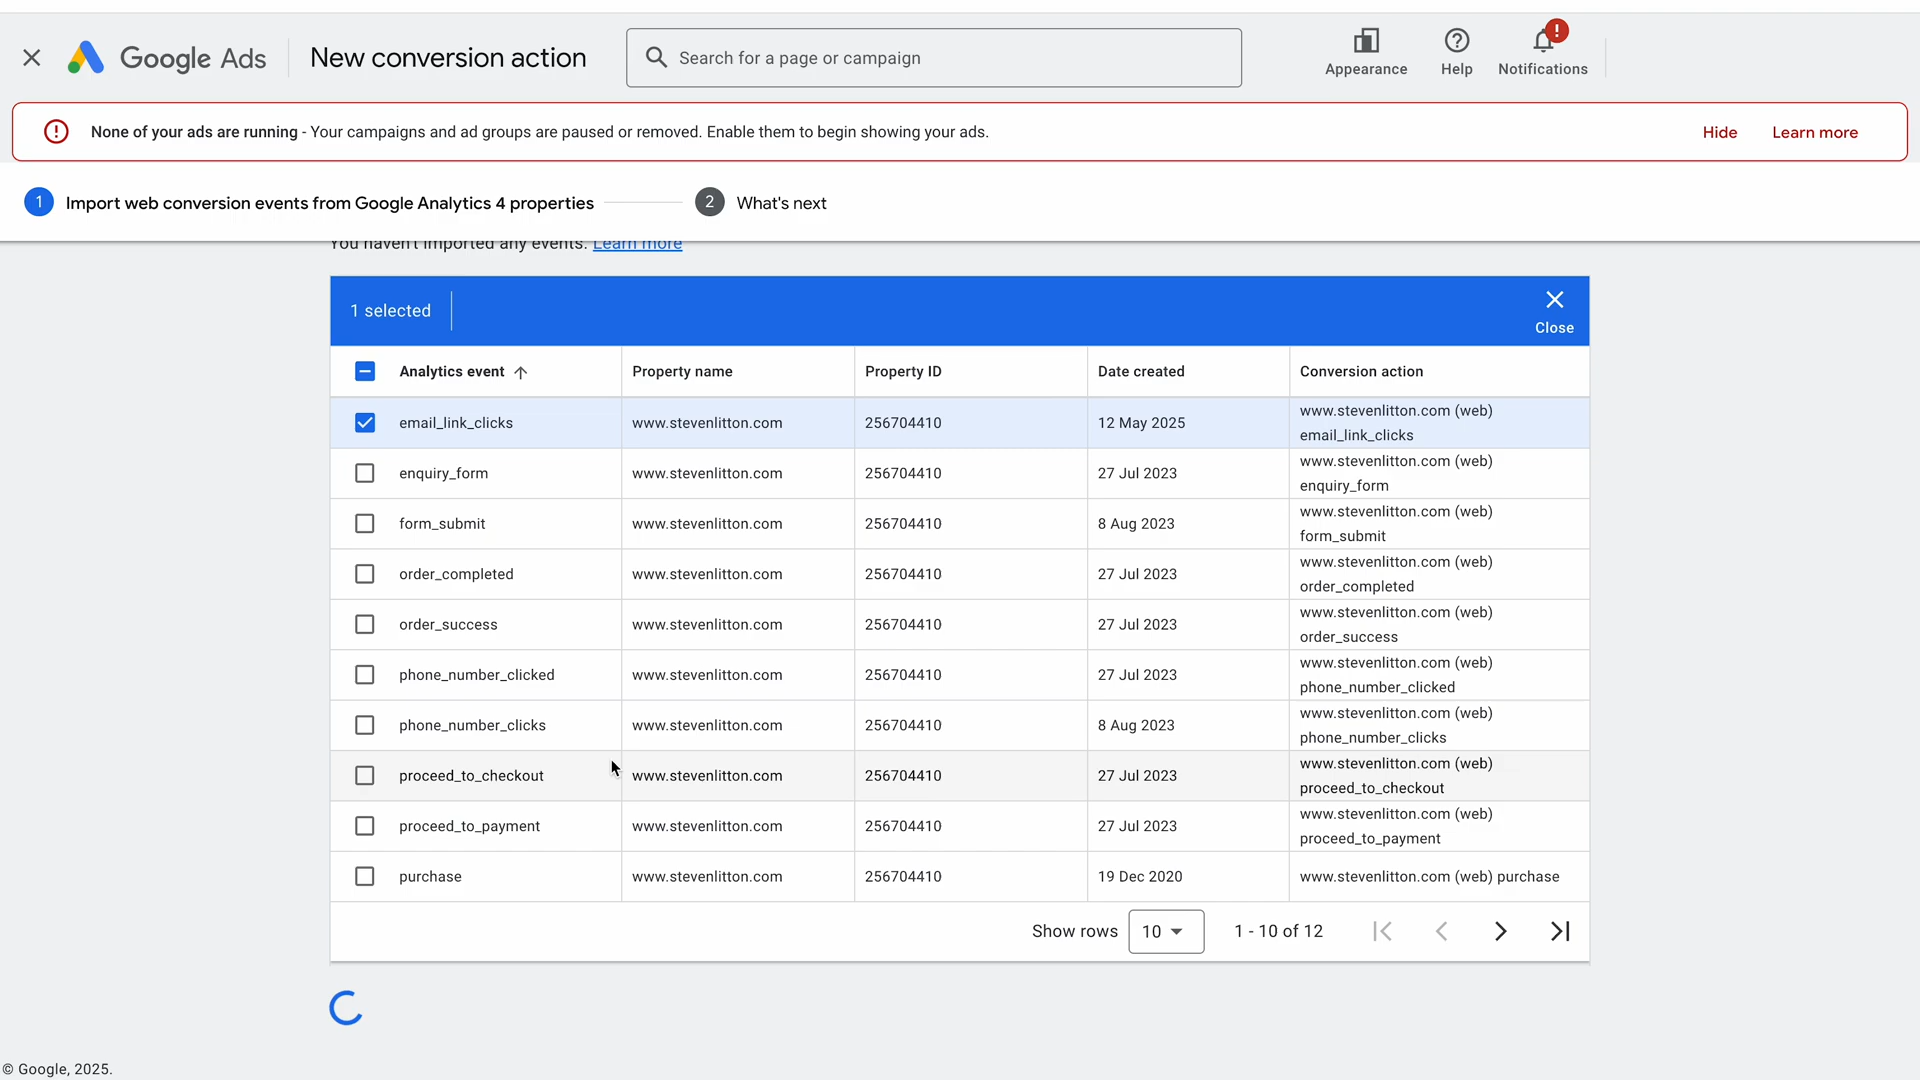 Google Ads
New conversion action
Search for a page or campaign
Appearance
Help
!
Notifications
None of your ads are running - Your campaigns and ad groups are paused or removed. Enable them to begin showing your ads.
Hide
Learn more
1 Import web conversion events from Google Analytics 4 properties
2 What's next
You haven't imported any events. Learn more
1 selected
Close
Analytics event Property name Property ID Date created Conversion action
email_link_clicks www.stevenlitton.com 256704410 12 May 2025 www.stevenlitton.com (web)
email_link_clicks
enquiry_form www.stevenlitton.com 256704410 27 Jul 2023 www.stevenlitton.com (web)
enquiry_form
form_submit www.stevenlitton.com 256704410 8 Aug 2023 www.stevenlitton.com (web)
form_submit
order_completed www.stevenlitton.com 256704410 27 Jul 2023 www.stevenlitton.com (web)
order_completed
order_success www.stevenlitton.com 256704410 27 Jul 2023 www.stevenlitton.com (web)
order_success
phone_number_clicked www.stevenlitton.com 256704410 27 Jul 2023 www.stevenlitton.com (web)
phone_number_clicked
phone_number_clicks www.stevenlitton.com 256704410 8 Aug 2023 www.stevenlitton.com (web)
phone_number_clicks
proceed_to_checkout www.stevenlitton.com 256704410 27 Jul 2023 www.stevenlitton.com (web)
proceed_to_checkout
proceed_to_payment www.stevenlitton.com 256704410 27 Jul 2023 www.stevenlitton.com (web)
proceed_to_payment
purchase www.stevenlitton.com 256704410 19 Dec 2020 www.stevenlitton.com (web) purchase
Show rows 10 1 - 10 of 12
© Google, 2025.